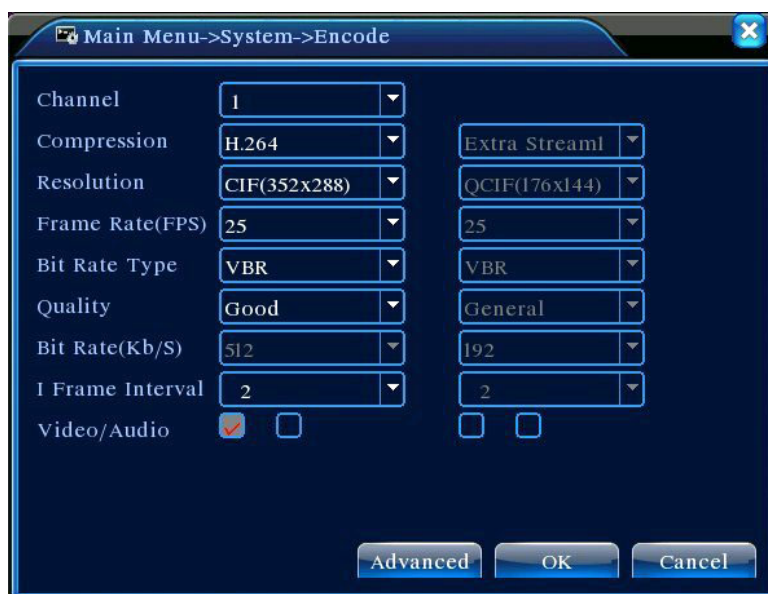 Main Menu->System->Encode
Channel 1
Compression H.264 Extra Stream1
Resolution CIF(352x288) QCIF(176x144)
Frame Rate(FPS) 25 25
Bit Rate Type VBR VBR
Quality Good General
Bit Rate(Kb/S) 512 192
I Frame Interval 2 2
Video/Audio
Advanced OK Cancel